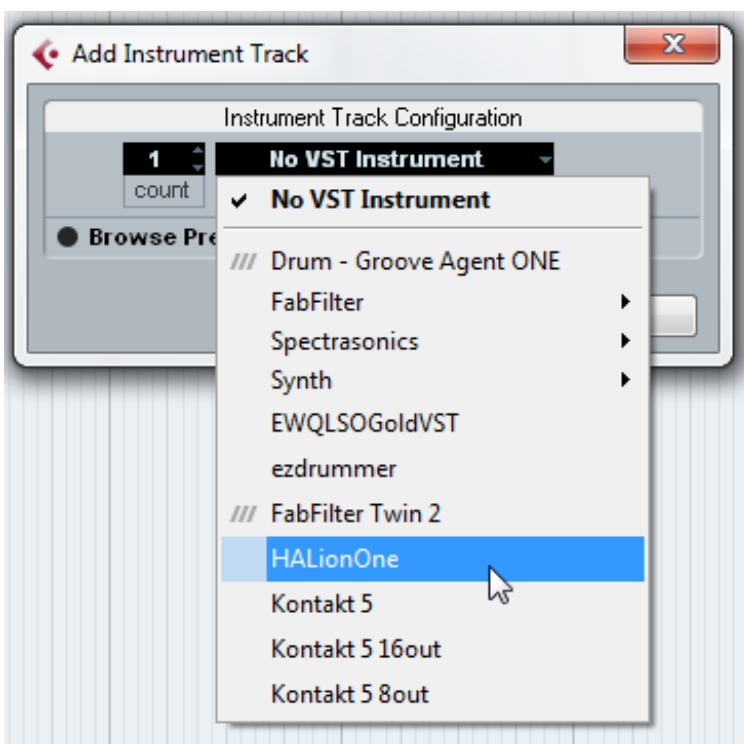 Add Instrument Track
Instrument Track Configuration
1 No VST Instrument
count
No VST Instrument
Browse Pre
Drum - Groove Agent ONE
FabFilter
Spectrasonics
Synth
EWQLSOGoldVST
ezdrummer
FabFilter Twin 2
HALionOne
Kontakt 5
Kontakt 5 16out
Kontakt 5 8out